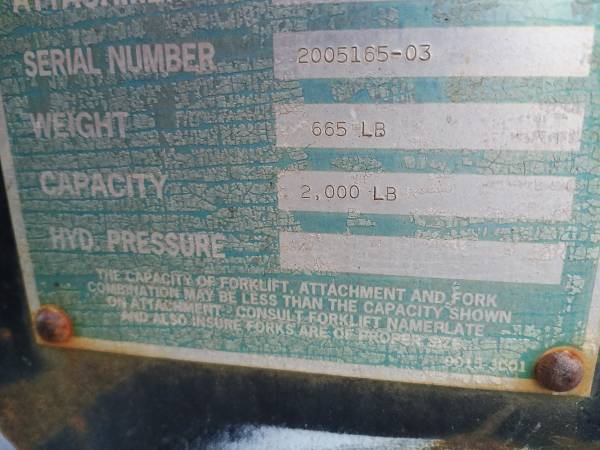 ATTACHMENT
SERIAL NUMBER 2005165-03
WEIGHT 665 LB
CAPACITY 2,000 LB
HYD. PRESSURE
THE CAPACITY OF FORKLIFT, ATTACHMENT AND FORK
COMBINATION MAY BE LESS THAN THE CAPACITY SHOWN
ON ATTACHMENT - CONSULT FORKLIFT NAMEPLATE
AND ALSO INSURE FORKS ARE OF PROPER SIZE